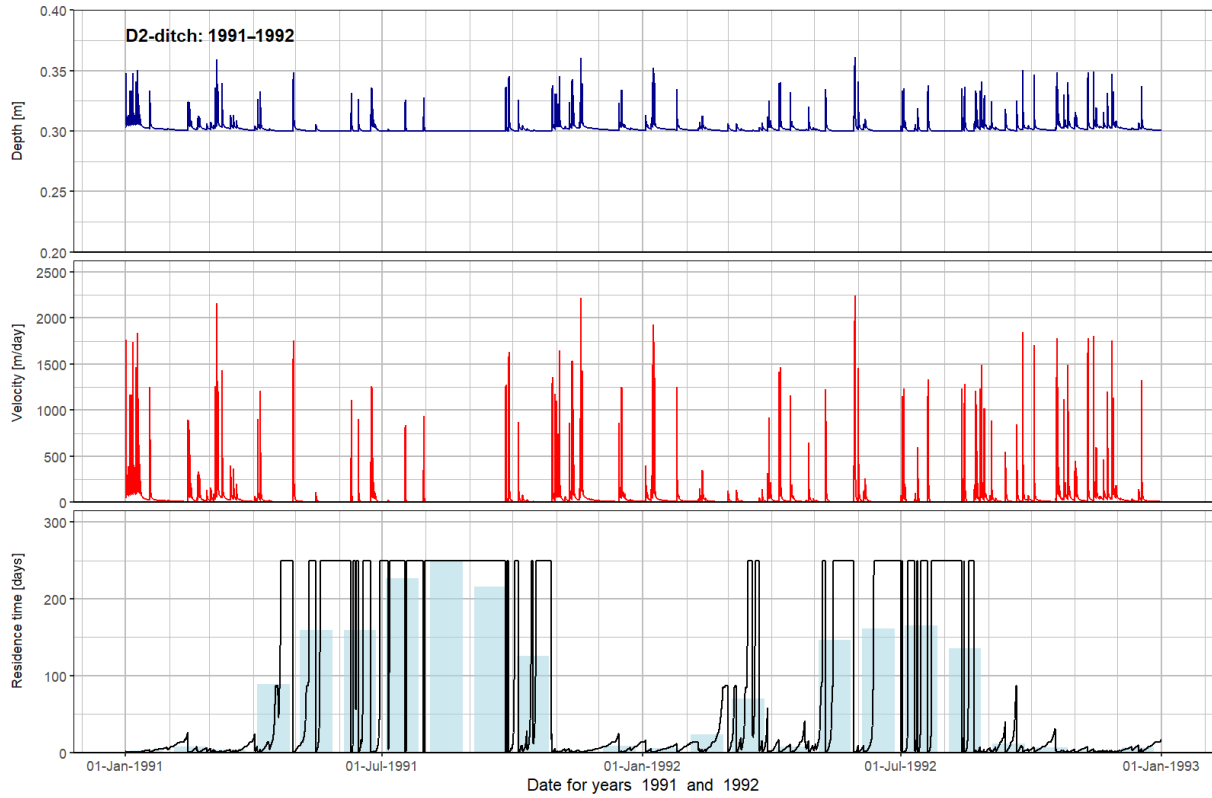 D2-ditch: 1991–1992
Depth [m]
0.40
0.35
0.30
0.25
0.20
Velocity [m/day]
2500
2000
1500
1000
500
0
Residence time [days]
300
200
100
0
01-Jan-1991 01-Jul-1991 01-Jan-1992 01-Jul-1992 01-Jan-1993
Date for years 1991 and 1992